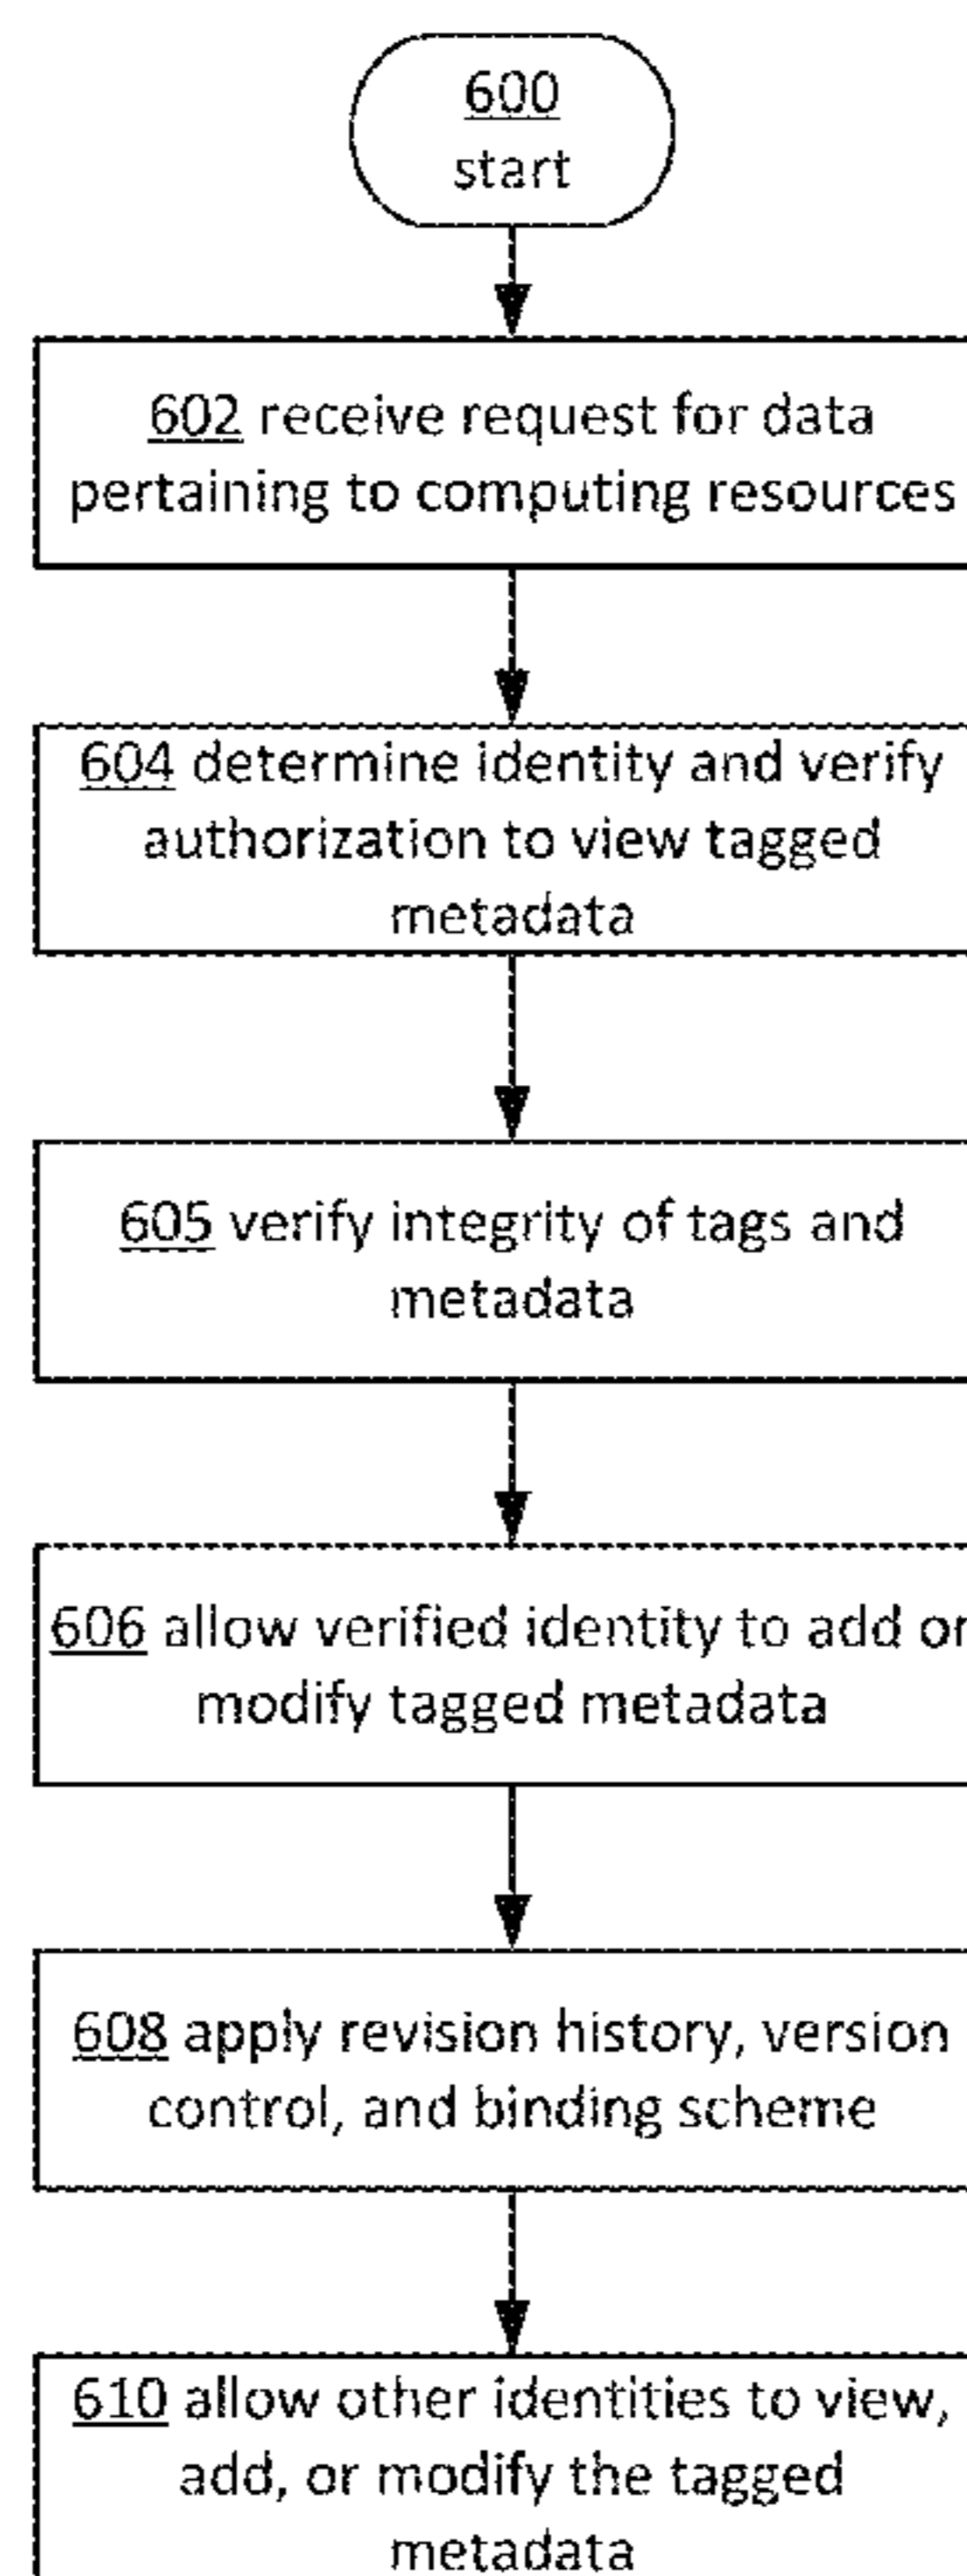 600
start
602 receive request for data
pertaining to computing resources
604 determine identity and verify
authorization to view tagged
metadata
605 verify integrity of tags and
metadata
606 allow verified identity to add or
modify tagged metadata
608 apply revision history, version
control, and binding scheme
610 allow other identities to view,
add, or modify the tagged
metadata